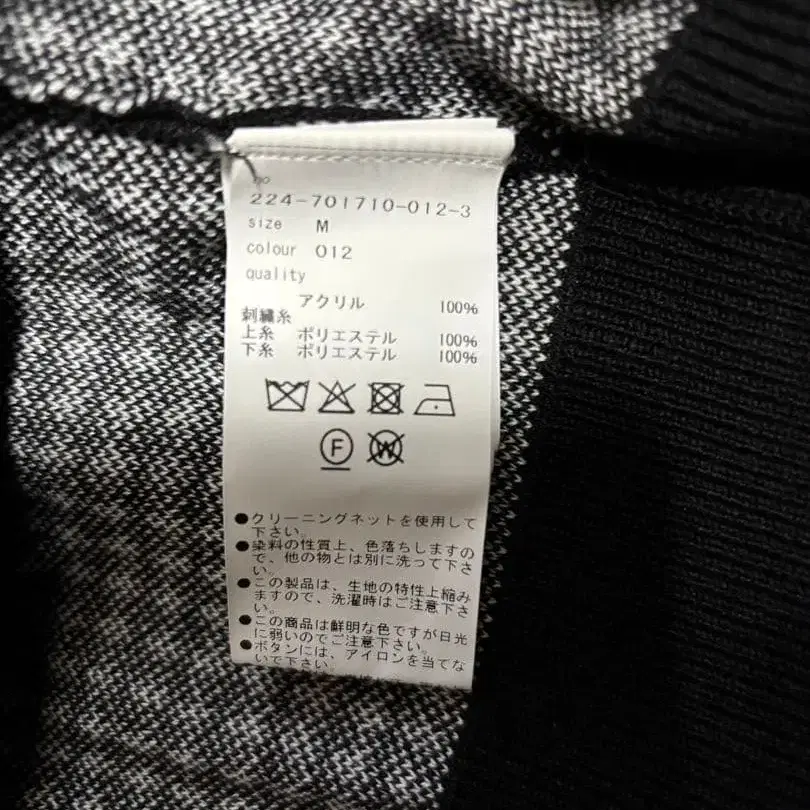 no
224-701710-012-3
size M
colour 012
quality
アクリル 100%
刺繍糸
上糸 ポリエステル 100%
下糸 ポリエステル 100%
F
W
●クリーニングネットを使用して
下さい。
●染料の性質上、色落ちしますの
で、他の物とは別に洗って下さ
い。
●この製品は、生地の特性上縮み
ますので、洗濯時はご注意下さ
い。
●この商品は鮮明な色ですが日光
に弱いのでご注意下さい。
●ボタンには、アイロンを当てな
いで下さい。